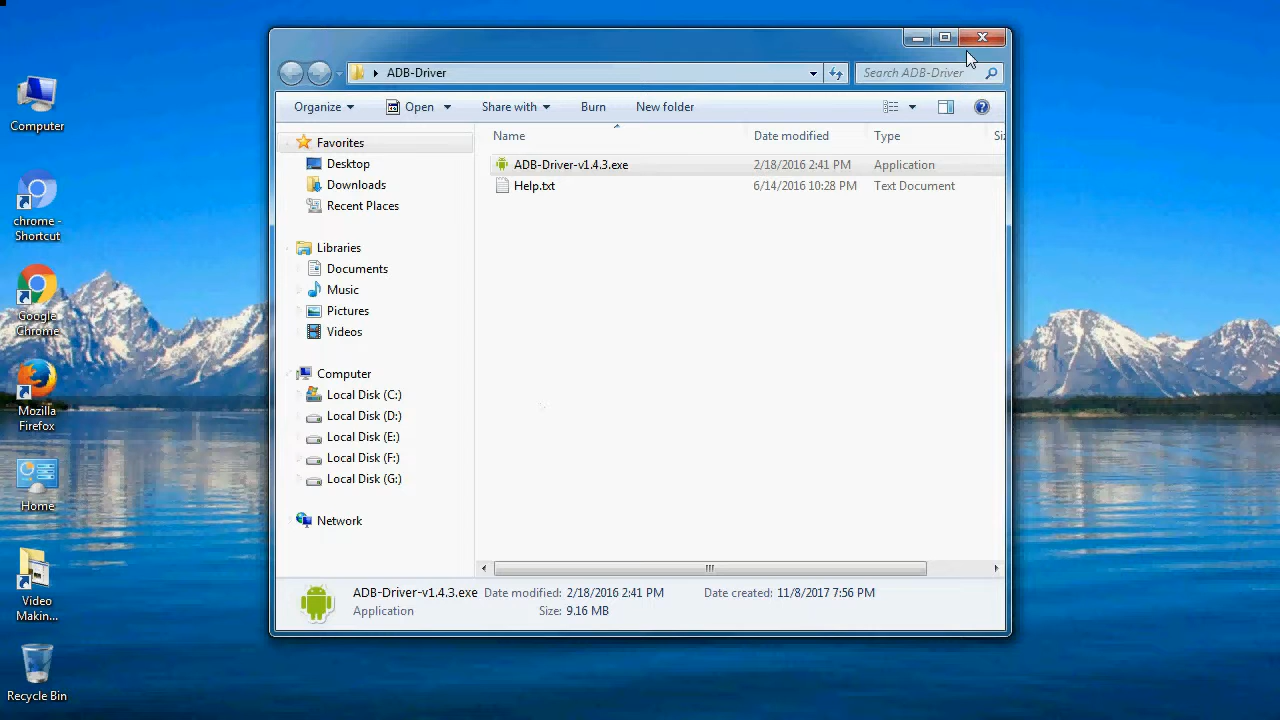 Computer
chrome -
Shortcut
Google
Chrome
Mozilla
Firefox
Home
Video
Makin...
Recycle Bin
ADB-Driver
Search ADB-Driver
Organize
Open
Share with
Burn
New folder
Favorites
Desktop
Downloads
Recent Places
Libraries
Documents
Music
Pictures
Videos
Computer
Local Disk (C:)
Local Disk (D:)
Local Disk (E:)
Local Disk (F:)
Local Disk (G:)
Network
Name Date modified Type Si
ADB-Driver-v1.4.3.exe 2/18/2016 2:41 PM Application
Help.txt 6/14/2016 10:28 PM Text Document
ADB-Driver-v1.4.3.exe Date modified: 2/18/2016 2:41 PM Date created: 11/8/2017 7:56 PM
Application Size: 9.16 MB